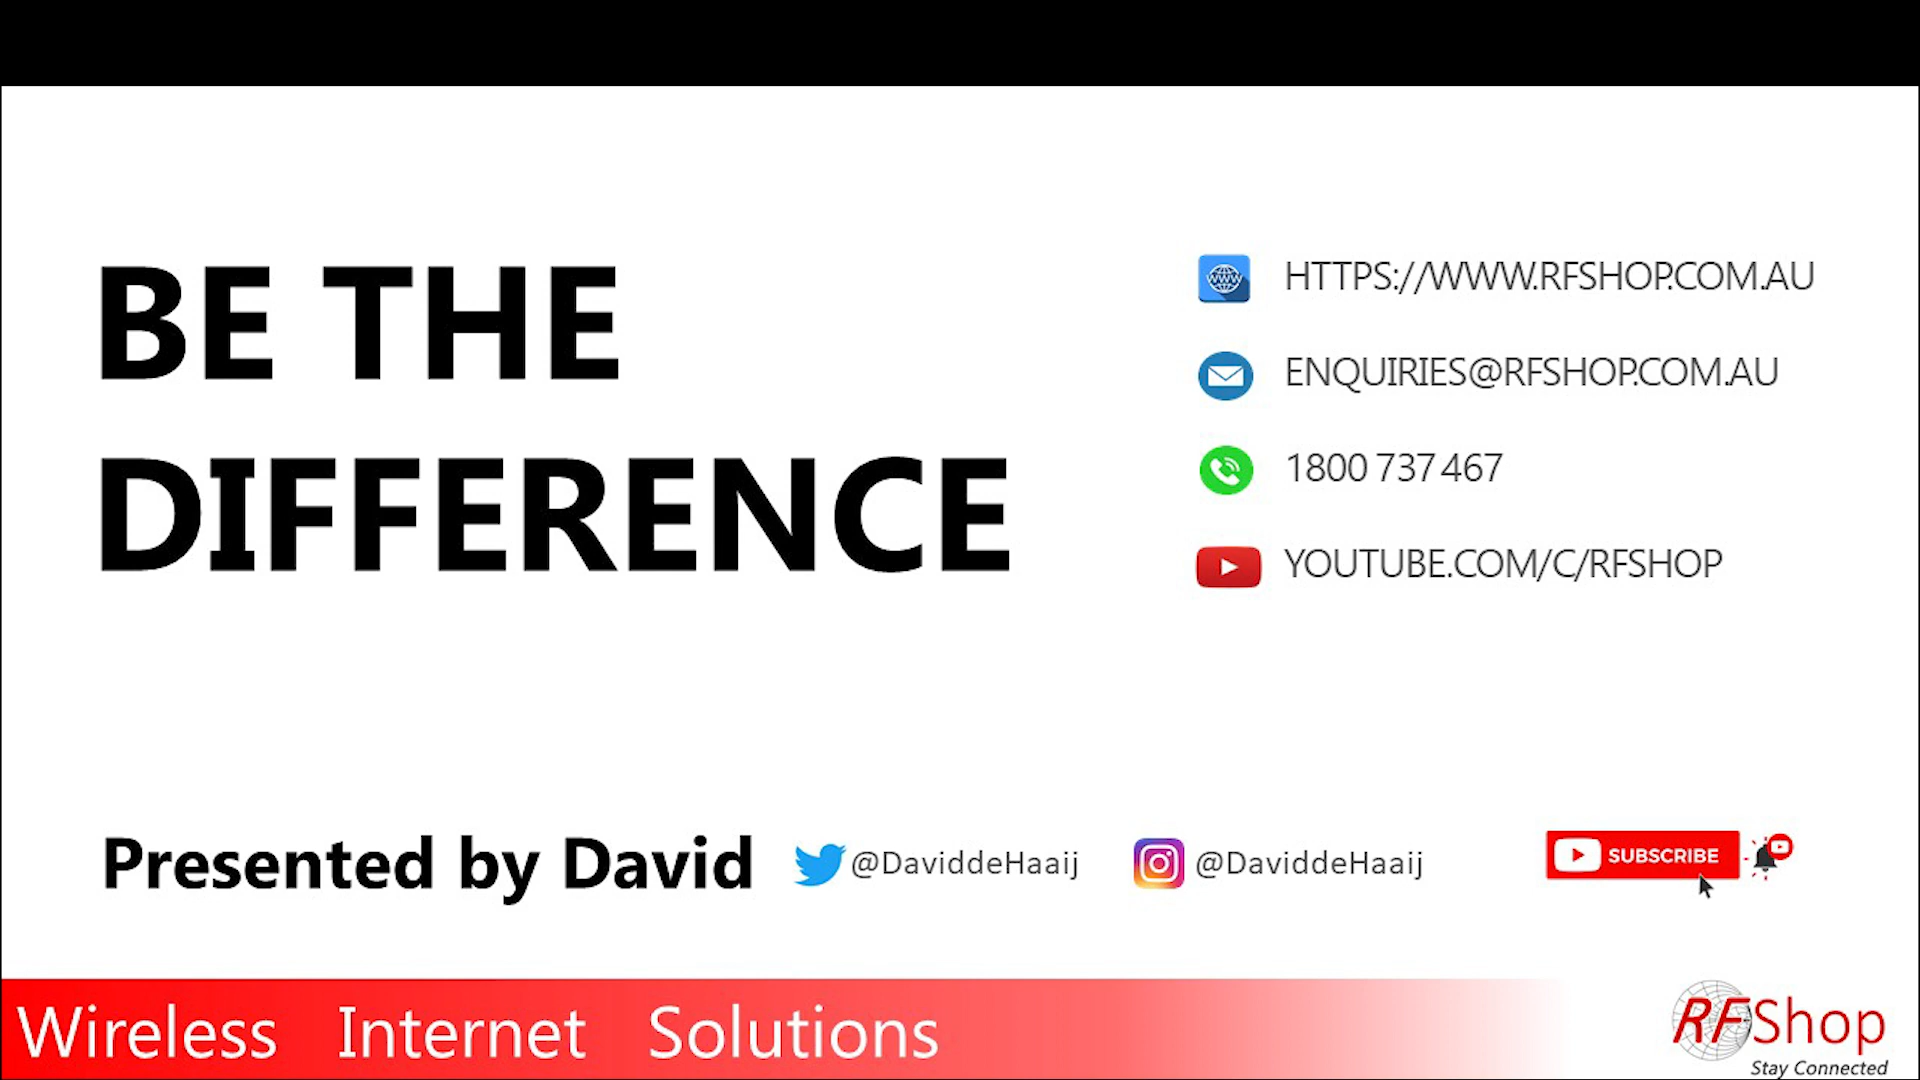 BE THE
DIFFERENCE
HTTPS://WWW.RFSHOP.COM.AU
ENQUIRIES@RFSHOP.COM.AU
1800 737 467
YOUTUBE.COM/C/RFSHOP
Presented by David @DaviddeHaaij @DaviddeHaaij SUBSCRIBE
Wireless Internet Solutions
RFShop
Stay Connected